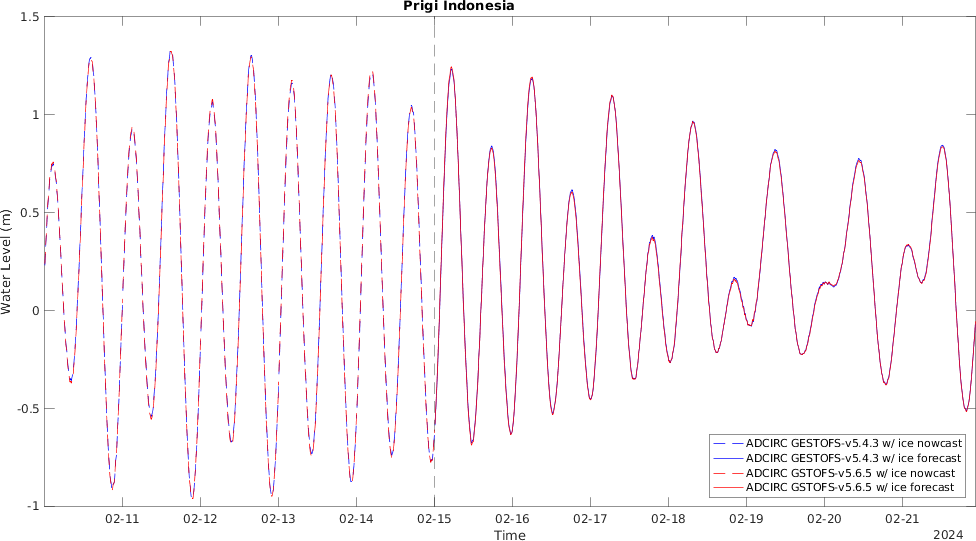 Prigi Indonesia
1.5
1
0.5
0
-0.5
-1
Water Level (m)
02-11 02-12 02-13 02-14 02-15 02-16 02-17 02-18 02-19 02-20 02-21
Time
2024
ADCIRC GESTOFS-v5.4.3 w/ ice nowcast
ADCIRC GESTOFS-v5.4.3 w/ ice forecast
ADCIRC GSTOFS-v5.6.5 w/ ice nowcast
ADCIRC GSTOFS-v5.6.5 w/ ice forecast